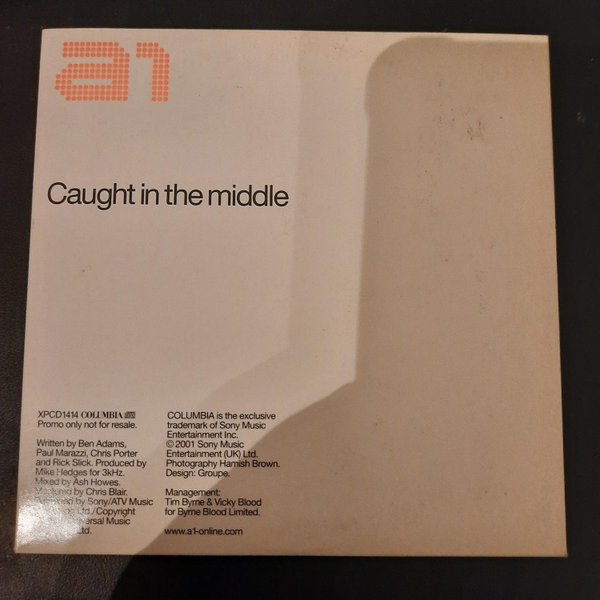 a1
Caught in the middle
XPCD1414 COLUMBIA
Promo only not for resale.
Written by Ben Adams,
Paul Marazzi, Chris Porter
and Rick Slick. Produced by
Mike Hedges for 3kHz.
Mixed by Ash Howes.
Mastered by Chris Blair.
by Sony/ATV Music
Ltd./Copyright
Music
Ltd.
COLUMBIA is the exclusive
trademark of Sony Music
Entertainment Inc.
© 2001 Sony Music
Entertainment (UK) Ltd.
Photography Hamish Brown.
Design: Groupe.
Management:
Tim Byrne & Vicky Blood
for Byrne Blood Limited.
www.a1-online.com